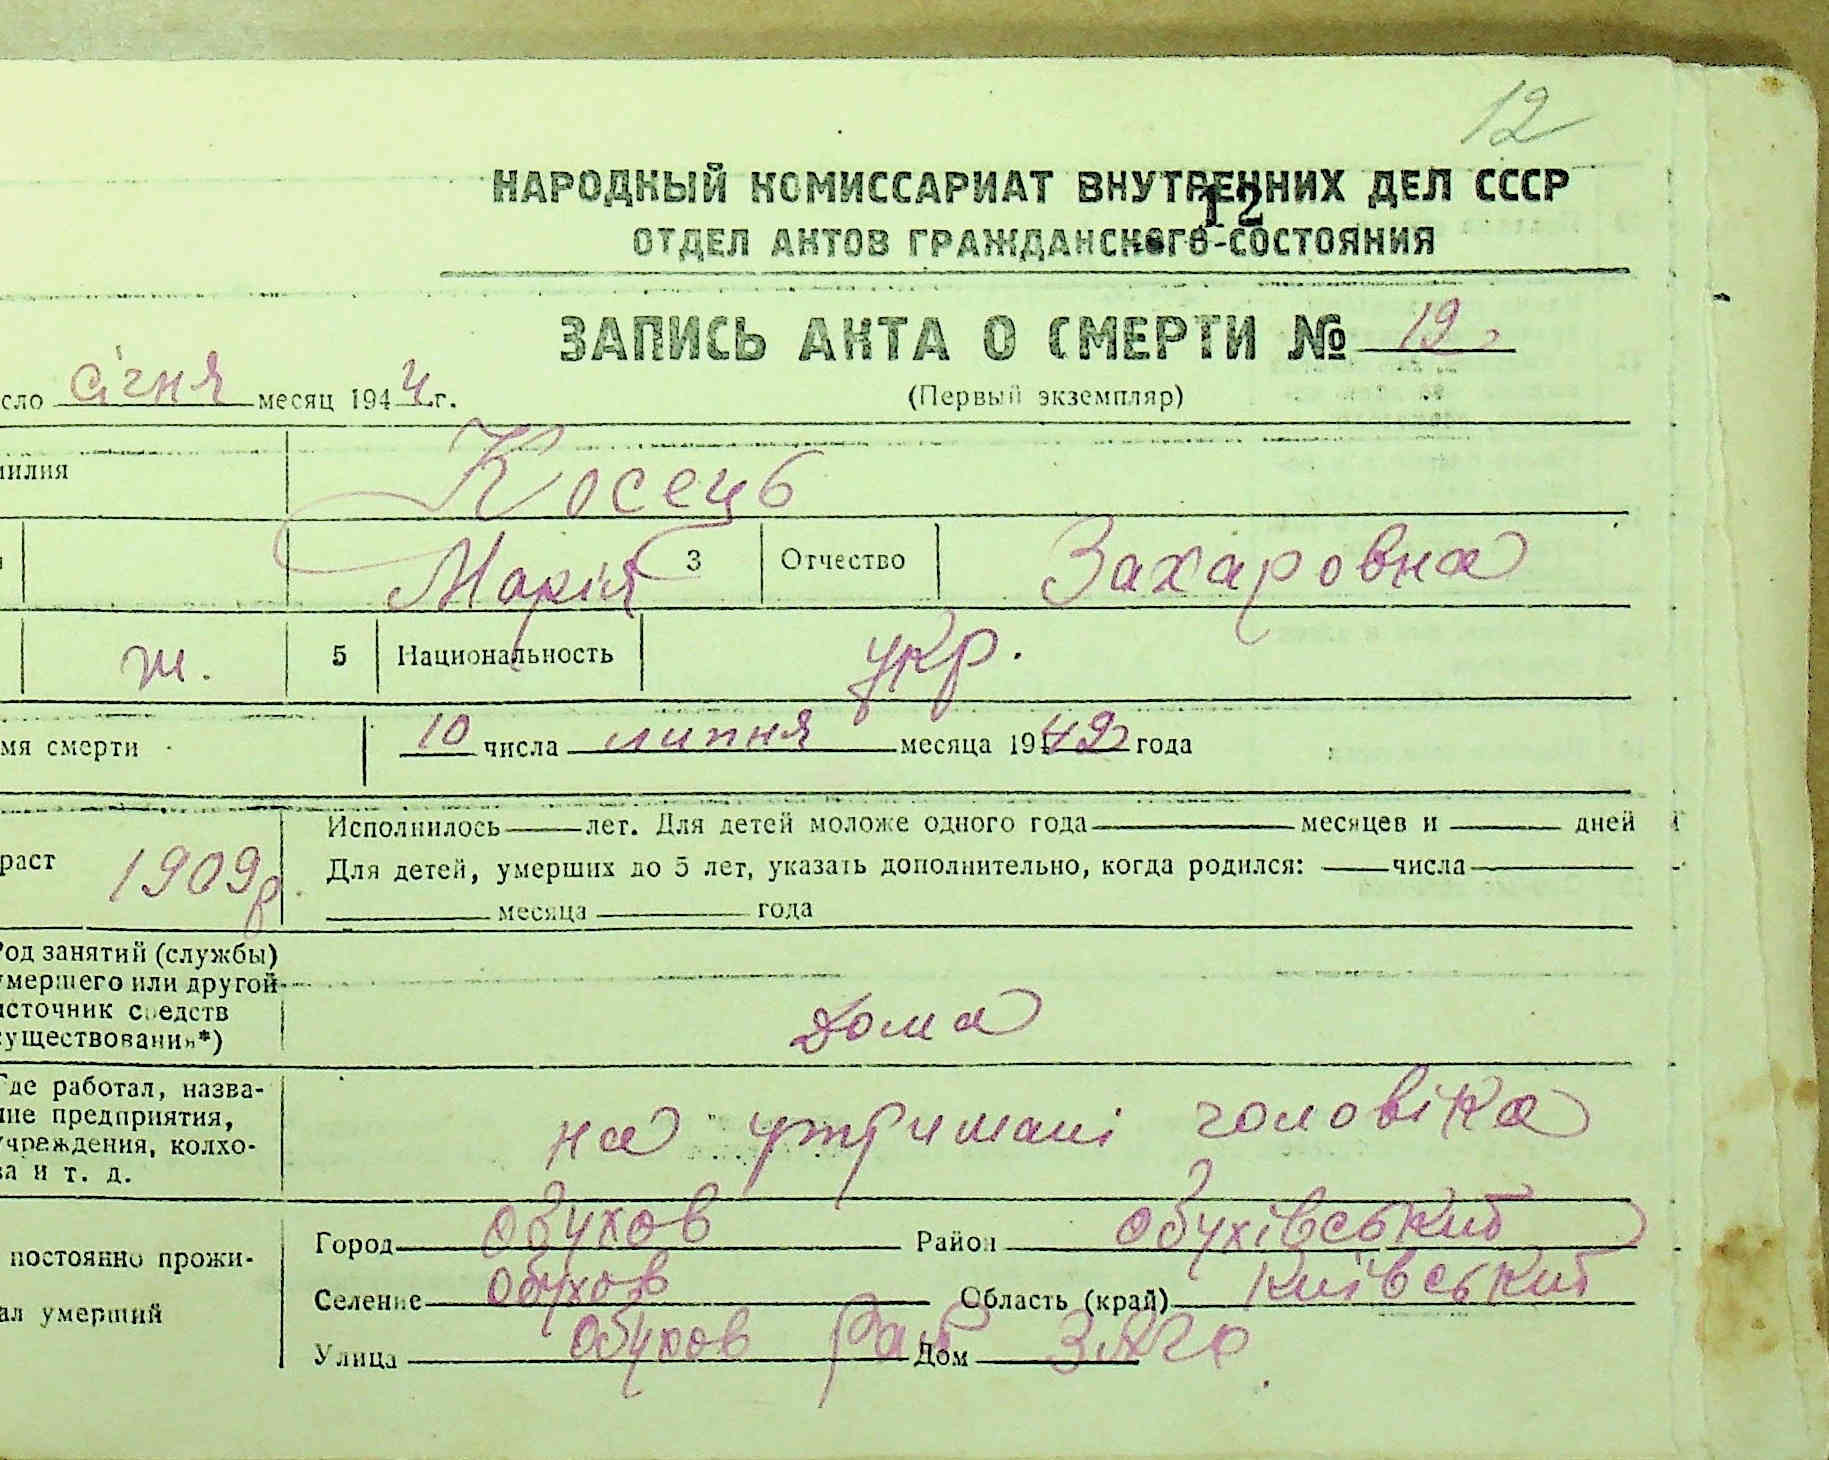 12
НАРОДНЫЙ КОМИССАРИАТ ВНУТРЕННИХ ДЕЛ СССР
12
ОТДЕЛ АКТОВ ГРАЖДАНСКОГО СОСТОЯНИЯ
ЗАПИСЬ АКТА О СМЕРТИ № 12
сло січня месяц 1944 г.
(Первый экземпляр)
милия Косець
Марія 3 Отчество Захаровна
ж. 5 Национальность укр.
мя смерти 10 числа липня месяца 1942 года
Исполнилось лет. Для детей моложе одного года месяцев и дней
раст 1909 р. Для детей, умерших до 5 лет, указать дополнительно, когда родился: числа
месяца года
Род занятий (службы)
умершего или другой
источник средств
существования*) дома
Где работал, назва-
ние предприятия,
учреждения, колхо-
за и т. д. на утримані чоловіка
постоянно прожи-
ал умерший
Город Обухов Район Обухівський
Селение Обухов Область (край) Київський
Улица Обухов Дом